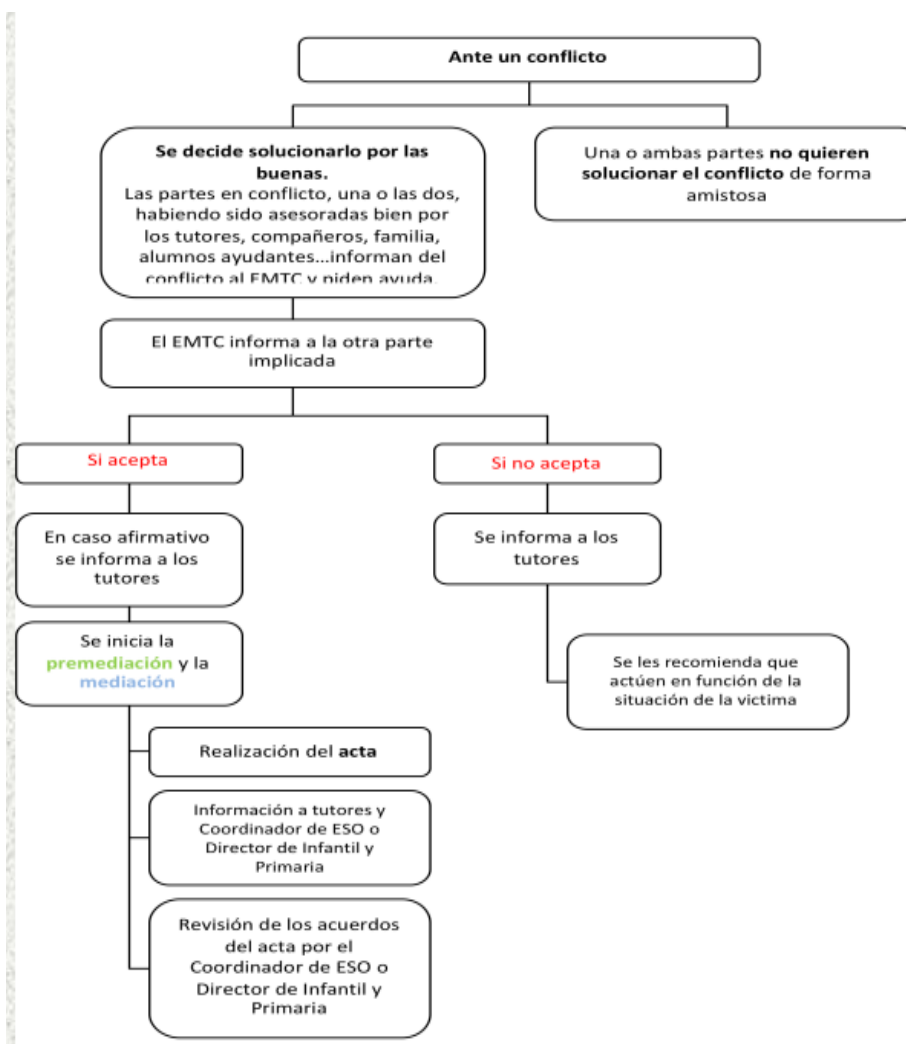 Ante un conflicto
Se decide solucionarlo por las
buenas.
Las partes en conflicto, una o las dos,
habiendo sido asesoradas bien por
los tutores, compañeros, familia,
alumnos ayudantes...informan del
conflicto al EMTC y piden ayuda.
Una o ambas partes no quieren
solucionar el conflicto de forma
amistosa
El EMTC informa a la otra parte
implicada
Si acepta
Si no acepta
En caso afirmativo
se informa a los
tutores
Se informa a los
tutores
Se inicia la
premediación y la
mediación
Se les recomienda que
actúen en función de la
situación de la victima
Realización del acta
Información a tutores y
Coordinador de ESO o
Director de Infantil y
Primaria
Revisión de los acuerdos
del acta por el
Coordinador de ESO o
Director de Infantil y
Primaria